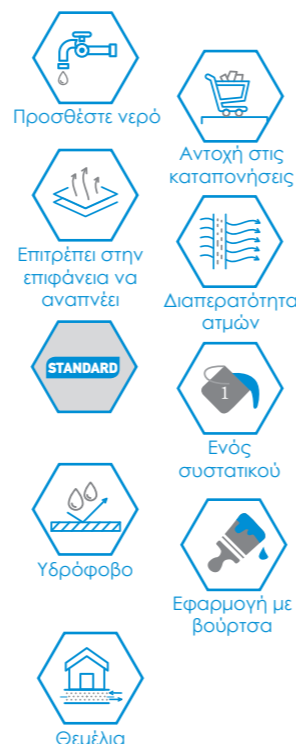 Προσθέστε νερό
Αντοχή στις
καταπονήσεις
Επιτρέπει στην
επιφάνεια να
αναπνέει
Διαπερατότητα
ατμών
STANDARD
1
Ενός
συστατικού
Υδρόφοβο
Εφαρμογή με
βούρτσα
Θεμέλια